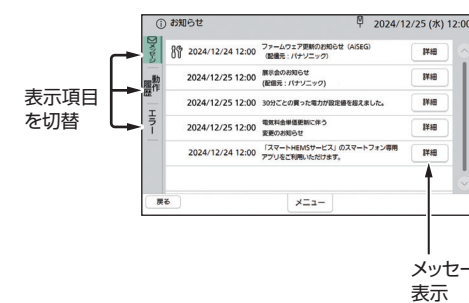 お知らせ
2024/12/25 (水) 12:00
メッセージ
動作
履歴
エラー
2024/12/24 12:00 ファームウェア更新のお知らせ (AiSEG)
(配信元：パナソニック)
詳細
2024/12/25 12:00 展示会のお知らせ
(配信元：パナソニック)
詳細
2024/12/25 12:00 30分ごとの買った電力が設定値を超えました。
詳細
2024/12/25 12:00 電気料金単価更新に伴う
変更のお知らせ
詳細
2024/12/24 12:00 「スマートHEMSサービス」のスマートフォン専用
アプリをご利用いただけます。
詳細
戻る
メニュー
表示項目
を切替
メッセー
表示